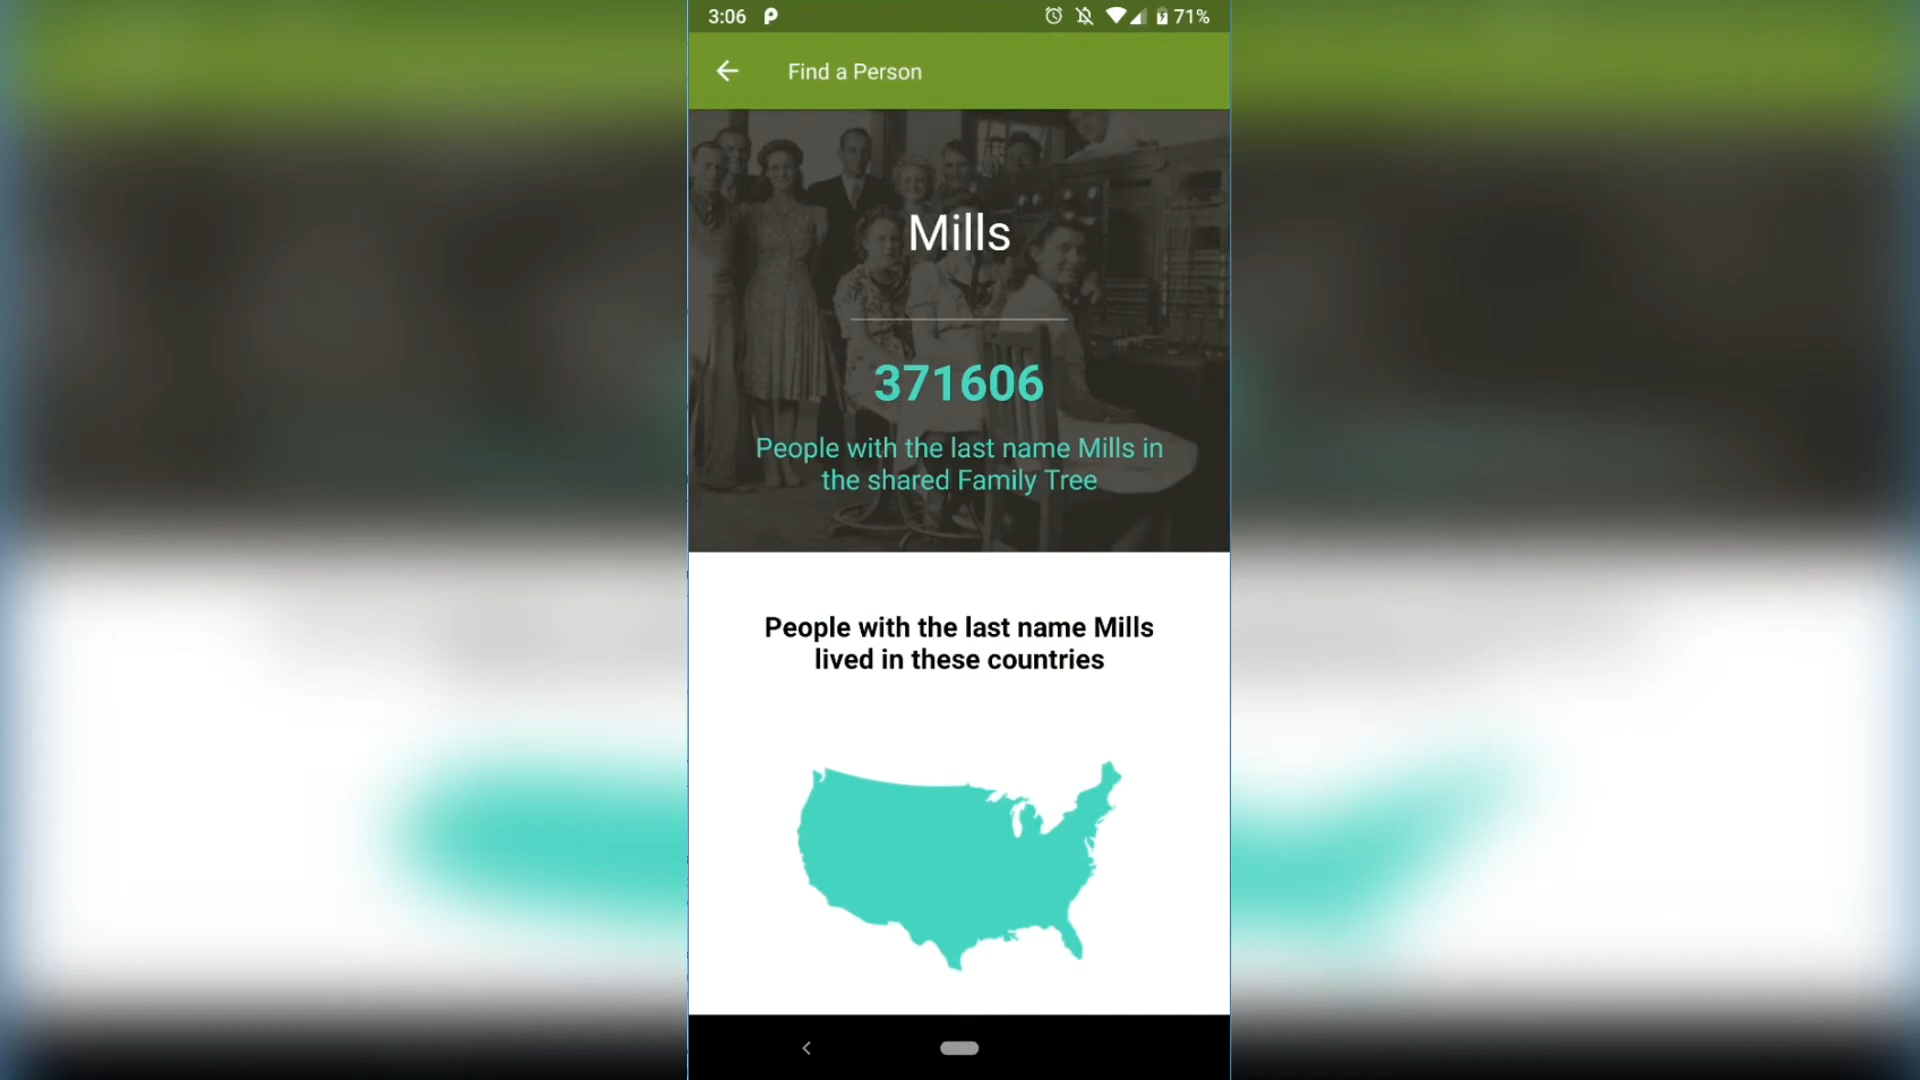 3:06
71%
Find a Person
Mills
371606
People with the last name Mills in
the shared Family Tree
People with the last name Mills
lived in these countries